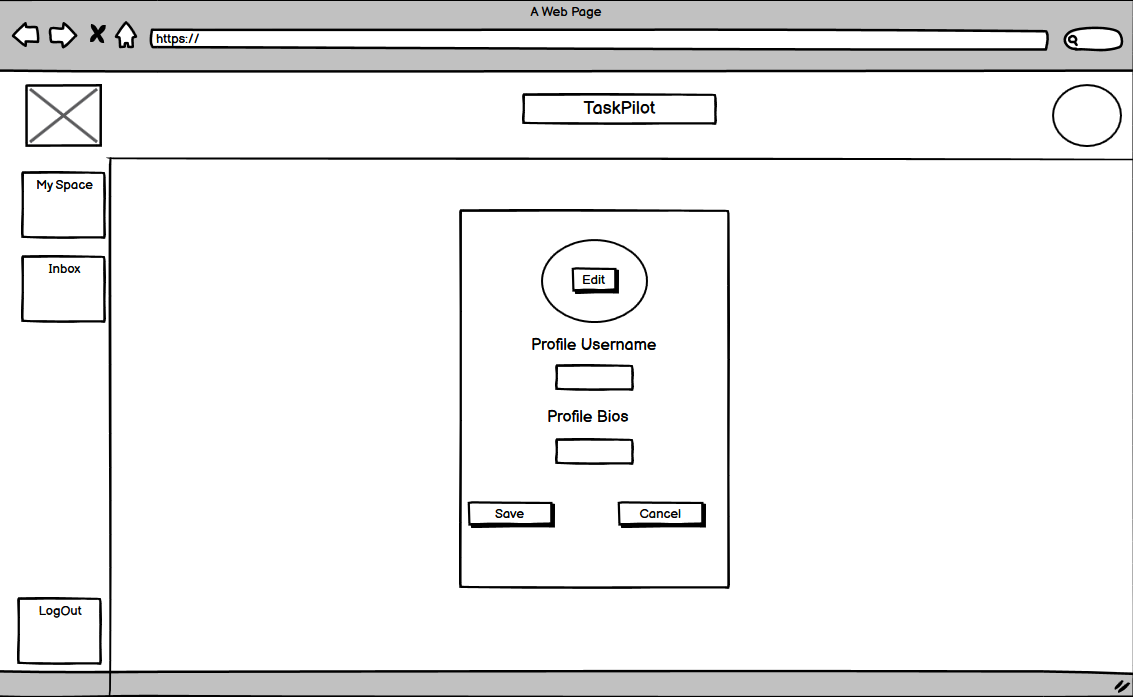 A Web Page
https://
TaskPilot
My Space
Inbox
Edit
Profile Username
Profile Bios
Save
Cancel
LogOut